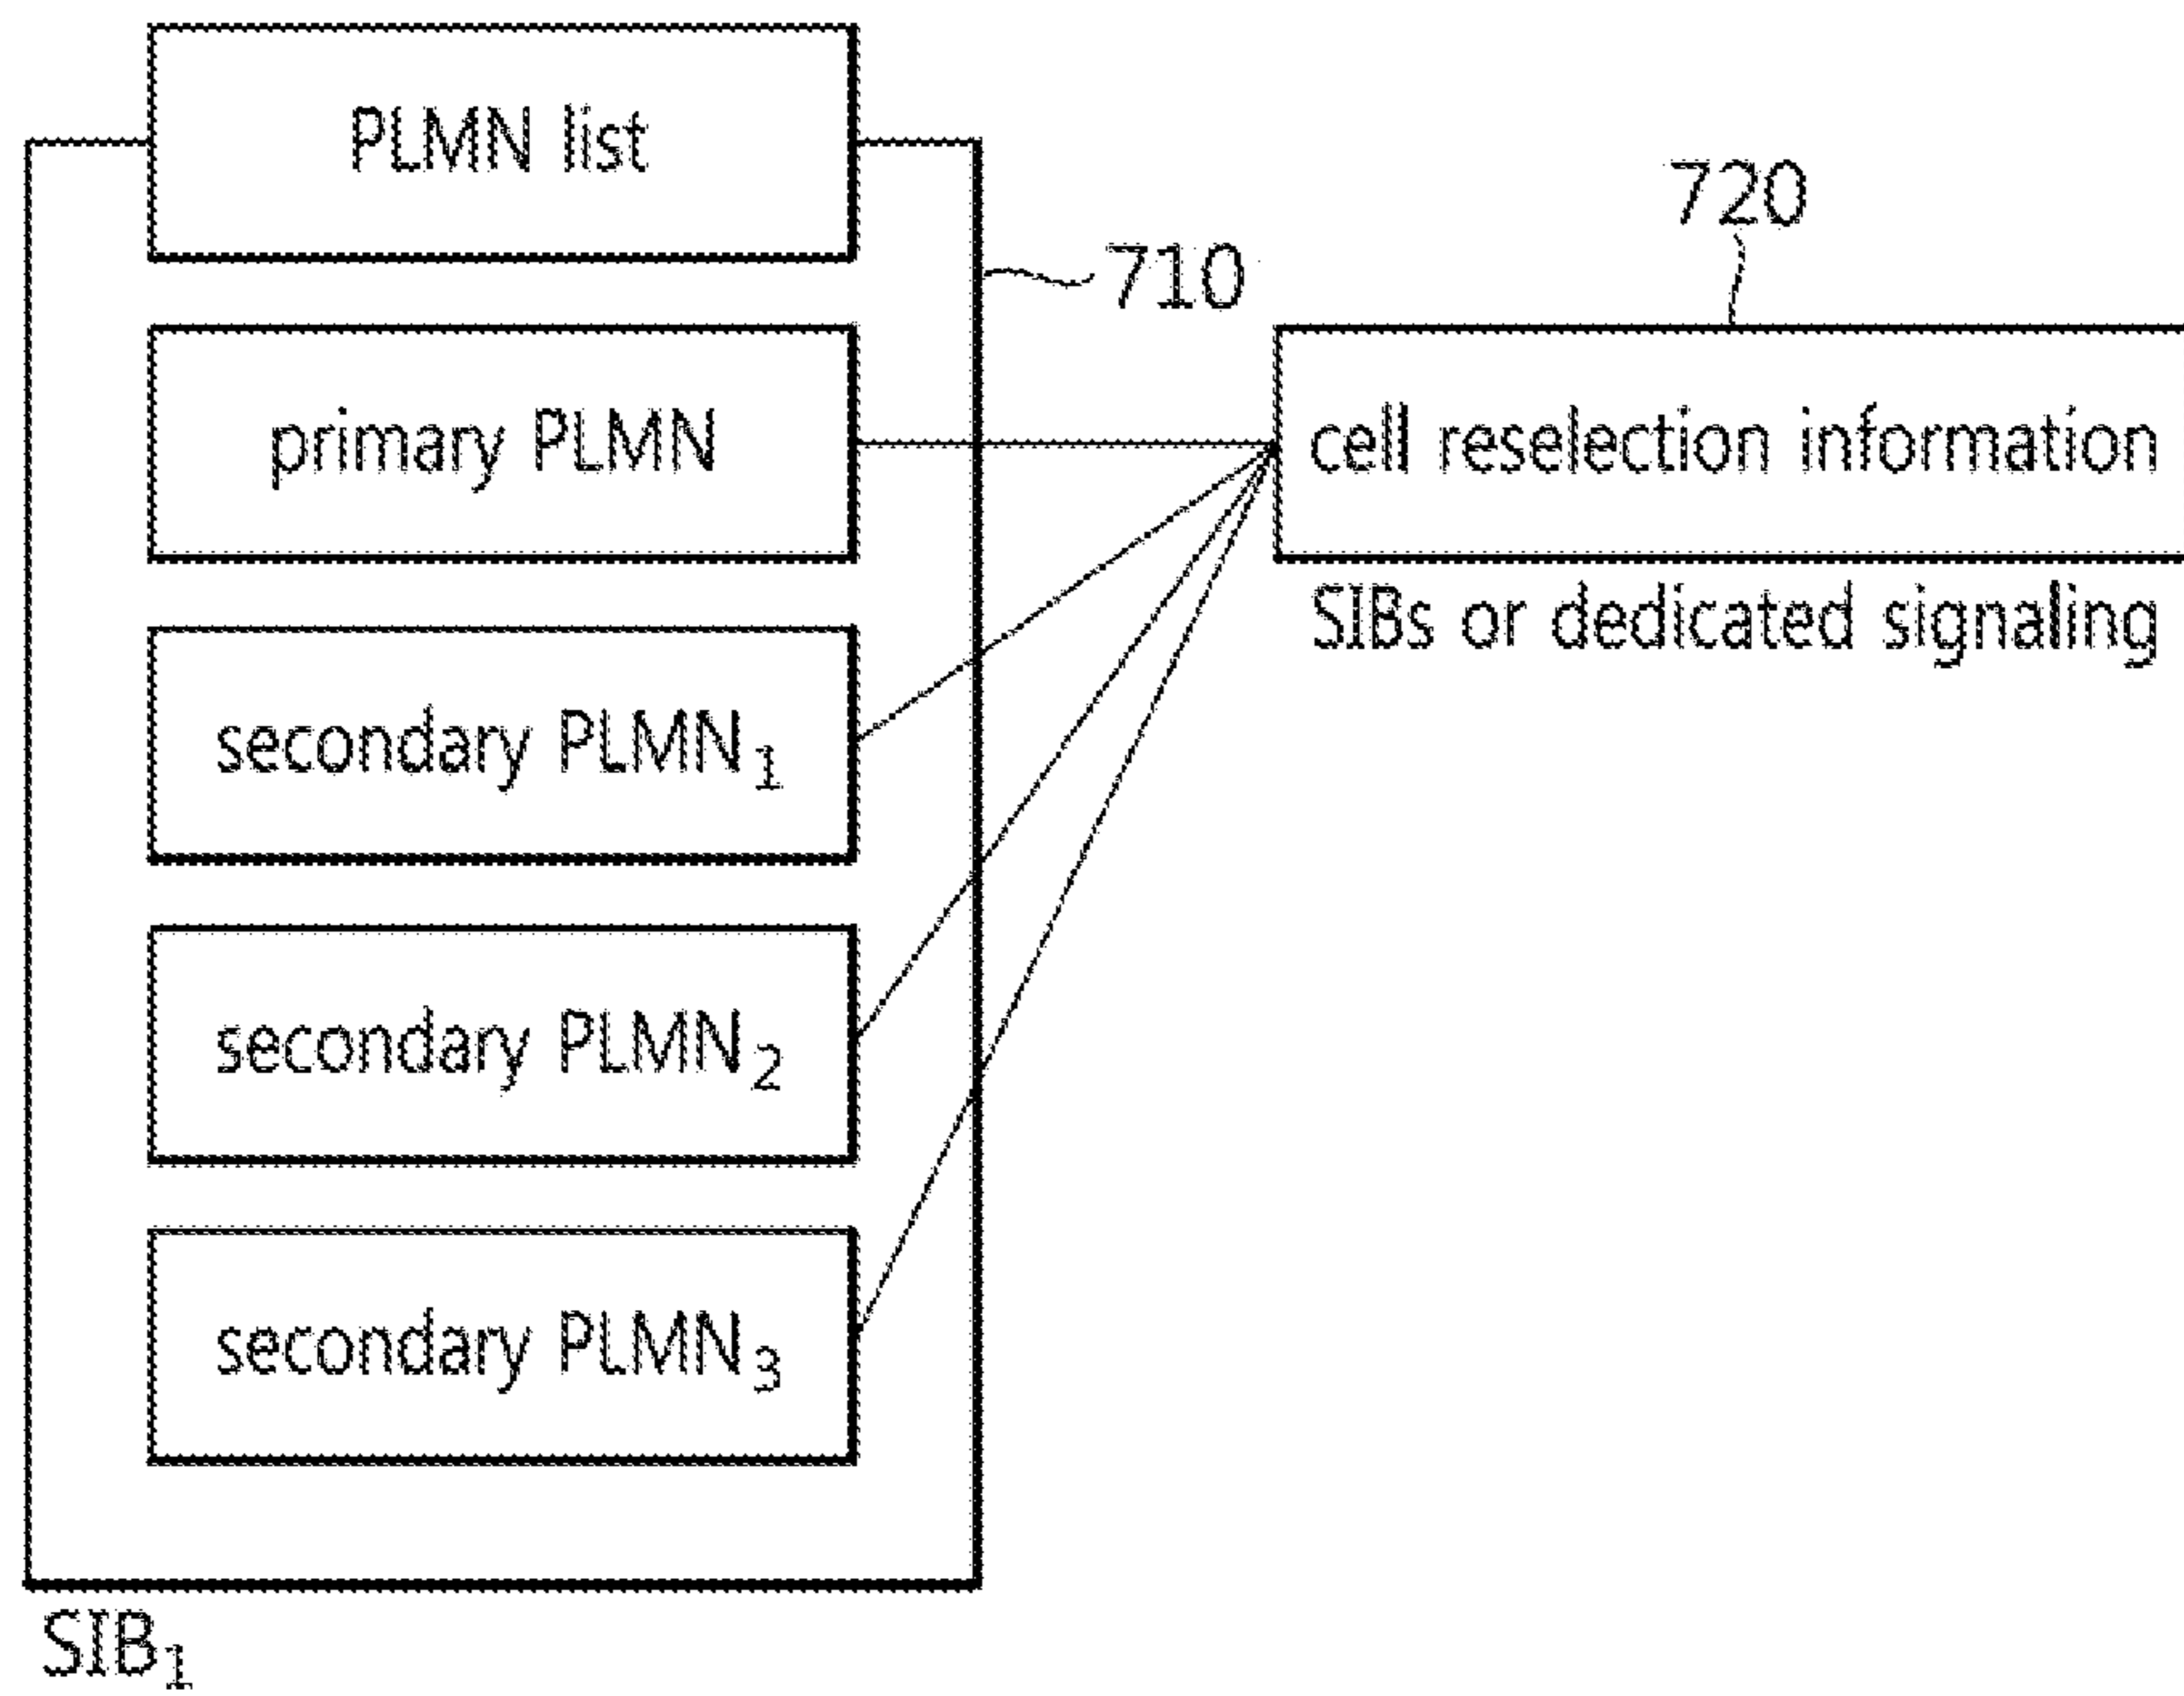 PLMN list
710
720
primary PLMN
cell reselection information
SIBs or dedicated signaling
secondary PLMN1
secondary PLMN2
secondary PLMN3
SIB1